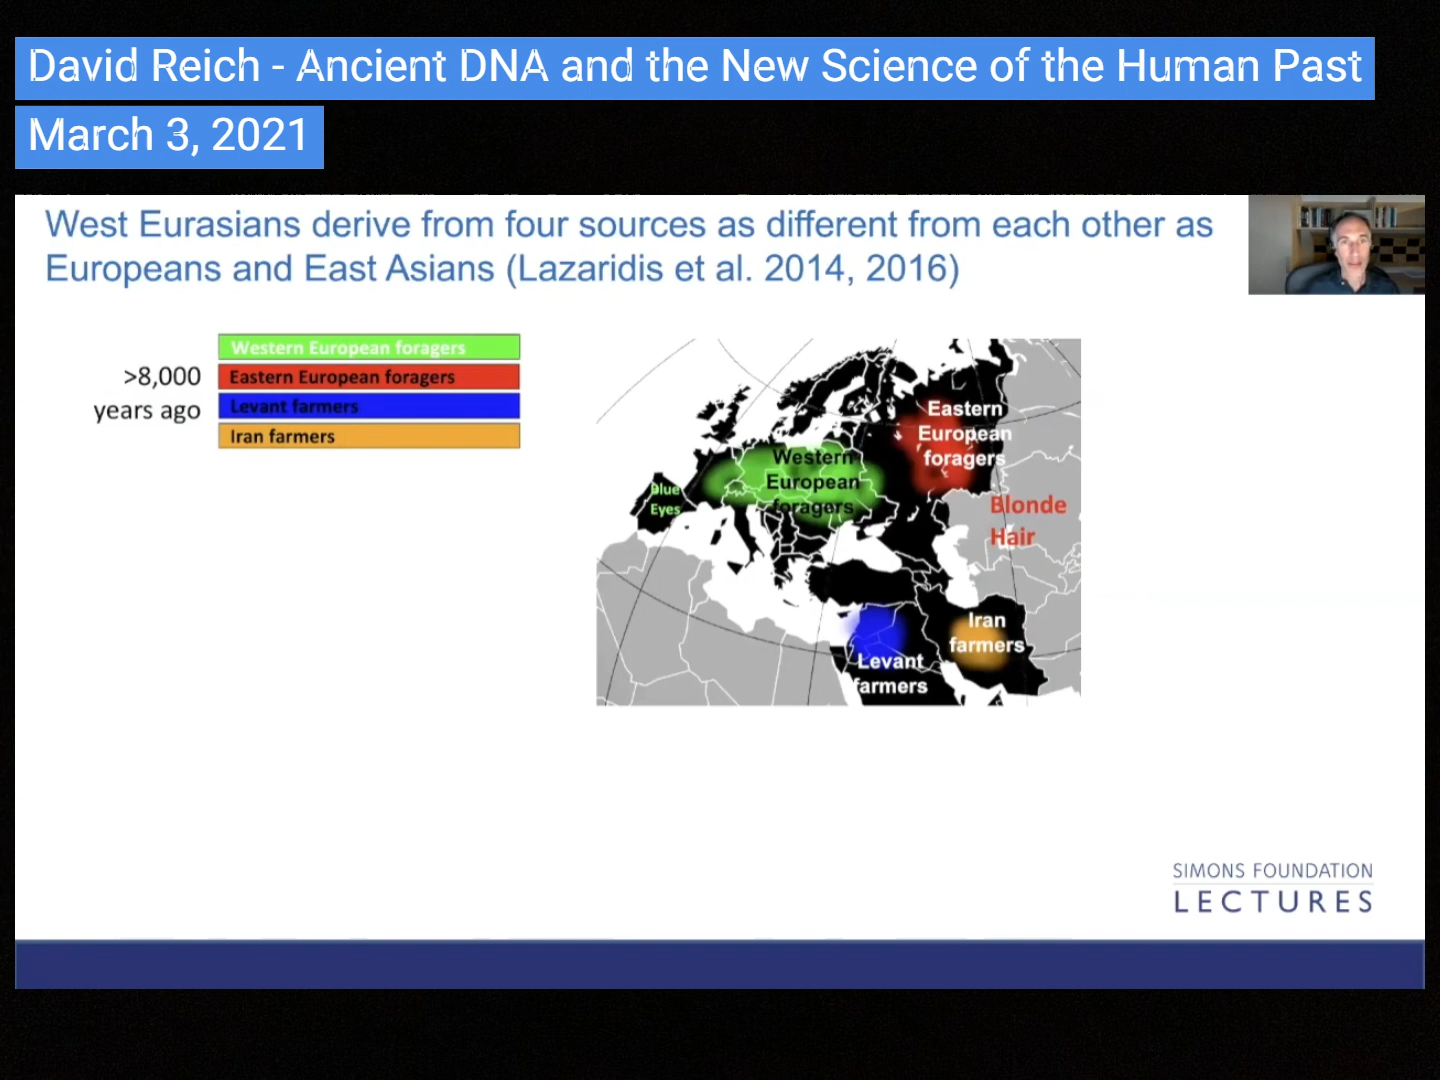 David Reich - Ancient DNA and the New Science of the Human Past
March 3, 2021
West Eurasians derive from four sources as different from each other as
Europeans and East Asians (Lazaridis et al. 2014, 2016)
>8,000
years ago
Western European foragers
Eastern European foragers
Levant farmers
Iran farmers
Eastern
European
foragers
Western
European
foragers
Blue
Eyes
Blonde
Hair
Iran
farmers
Levant
farmers
SIMONS FOUNDATION
LECTURES